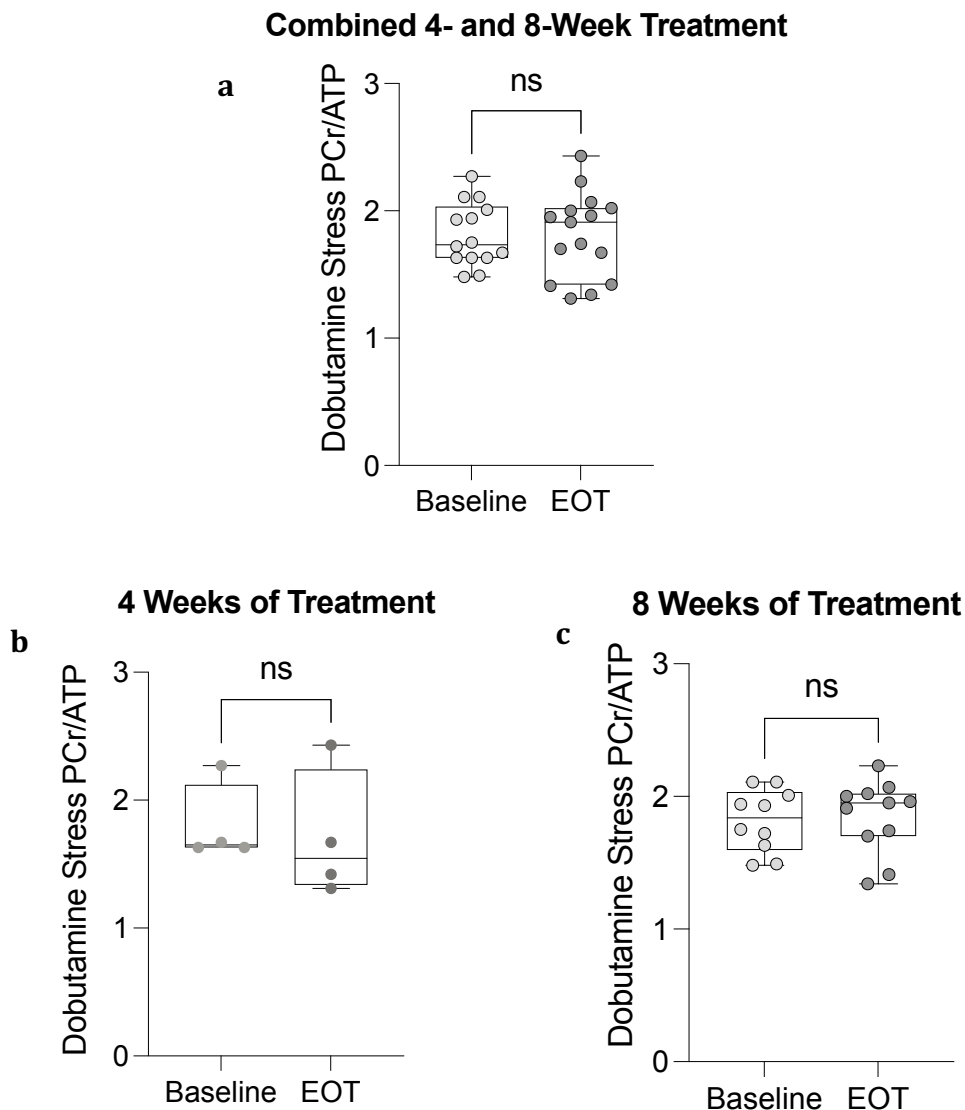 Combined 4- and 8-Week Treatment
a
Dobutamine Stress PCr/ATP
3
2
1
0
ns
Baseline EOT
4 Weeks of Treatment
b
Dobutamine Stress PCr/ATP
3
2
1
0
ns
Baseline EOT
8 Weeks of Treatment
c
Dobutamine Stress PCr/ATP
3
2
1
0
ns
Baseline EOT